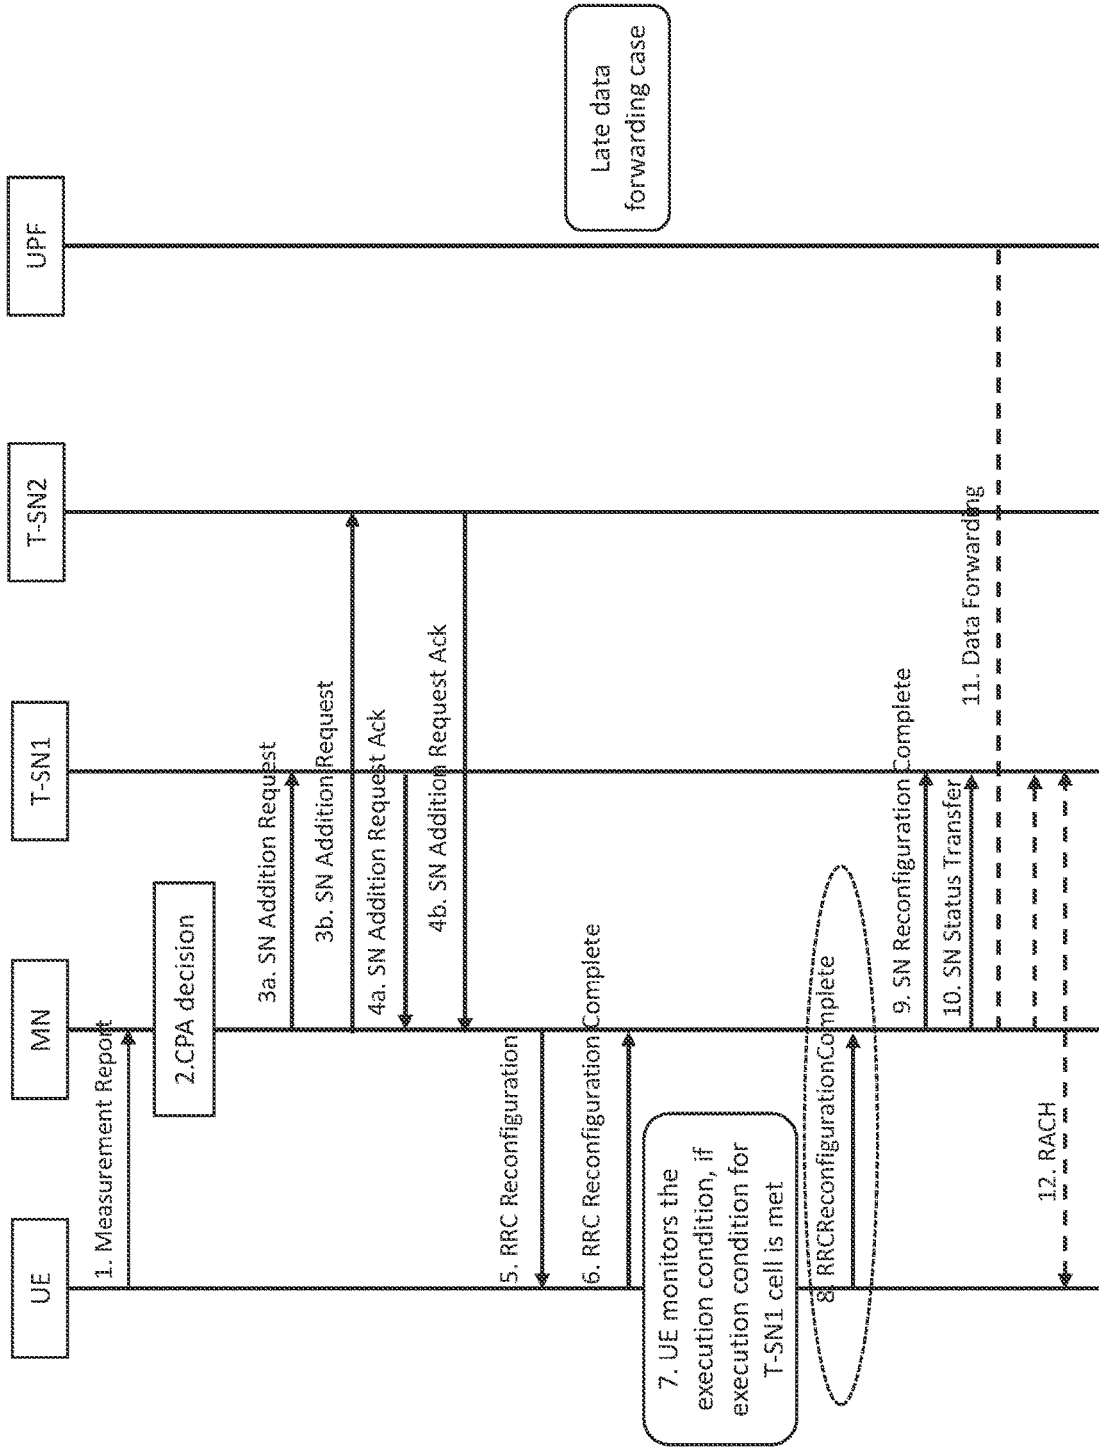 UE
MN
T-SN1
T-SN2
UPF
1. Measurement Report
2.CPA decision
3a. SN Addition Request
3b. SN Addition Request
4a. SN Addition Request Ack
4b. SN Addition Request Ack
5. RRC Reconfiguration
6. RRC Reconfiguration Complete
Late data
forwarding case
7. UE monitors the
execution condition, if
execution condition for
T-SN1 cell is met
8. RRCReconfigurationComplete
9. SN Reconfiguration Complete
10. SN Status Transfer
11. Data Forwarding
12. RACH